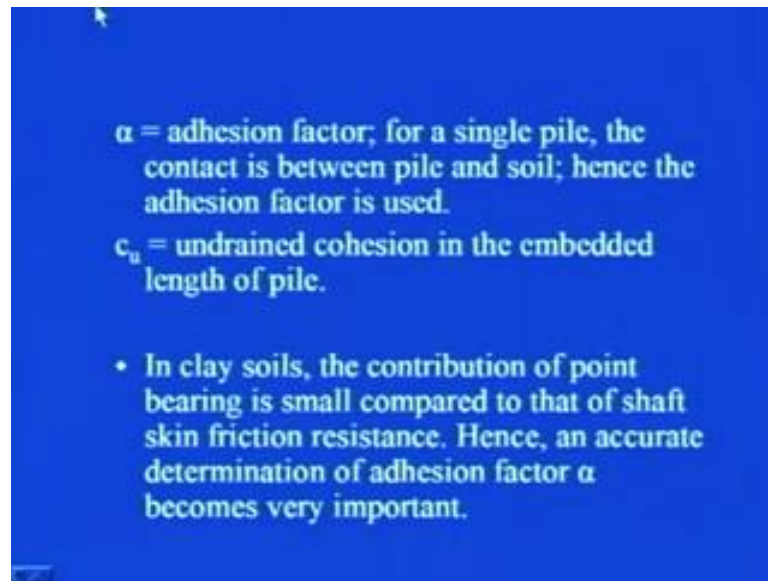 α = adhesion factor; for a single pile, the
contact is between pile and soil; hence the
adhesion factor is used.
cᵤ = undrained cohesion in the embedded
length of pile.
• In clay soils, the contribution of point
bearing is small compared to that of shaft
skin friction resistance. Hence, an accurate
determination of adhesion factor α
becomes very important.